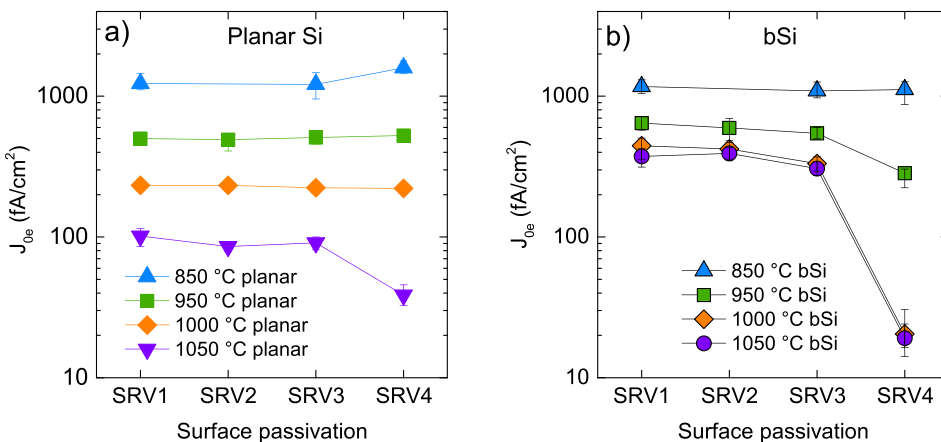 a) Planar Si
1000
100
10
J0e (fA/cm²)
850 °C planar
950 °C planar
1000 °C planar
1050 °C planar
SRV1 SRV2 SRV3 SRV4
Surface passivation
b) bSi
1000
100
10
J0e (fA/cm²)
850 °C bSi
950 °C bSi
1000 °C bSi
1050 °C bSi
SRV1 SRV2 SRV3 SRV4
Surface passivation